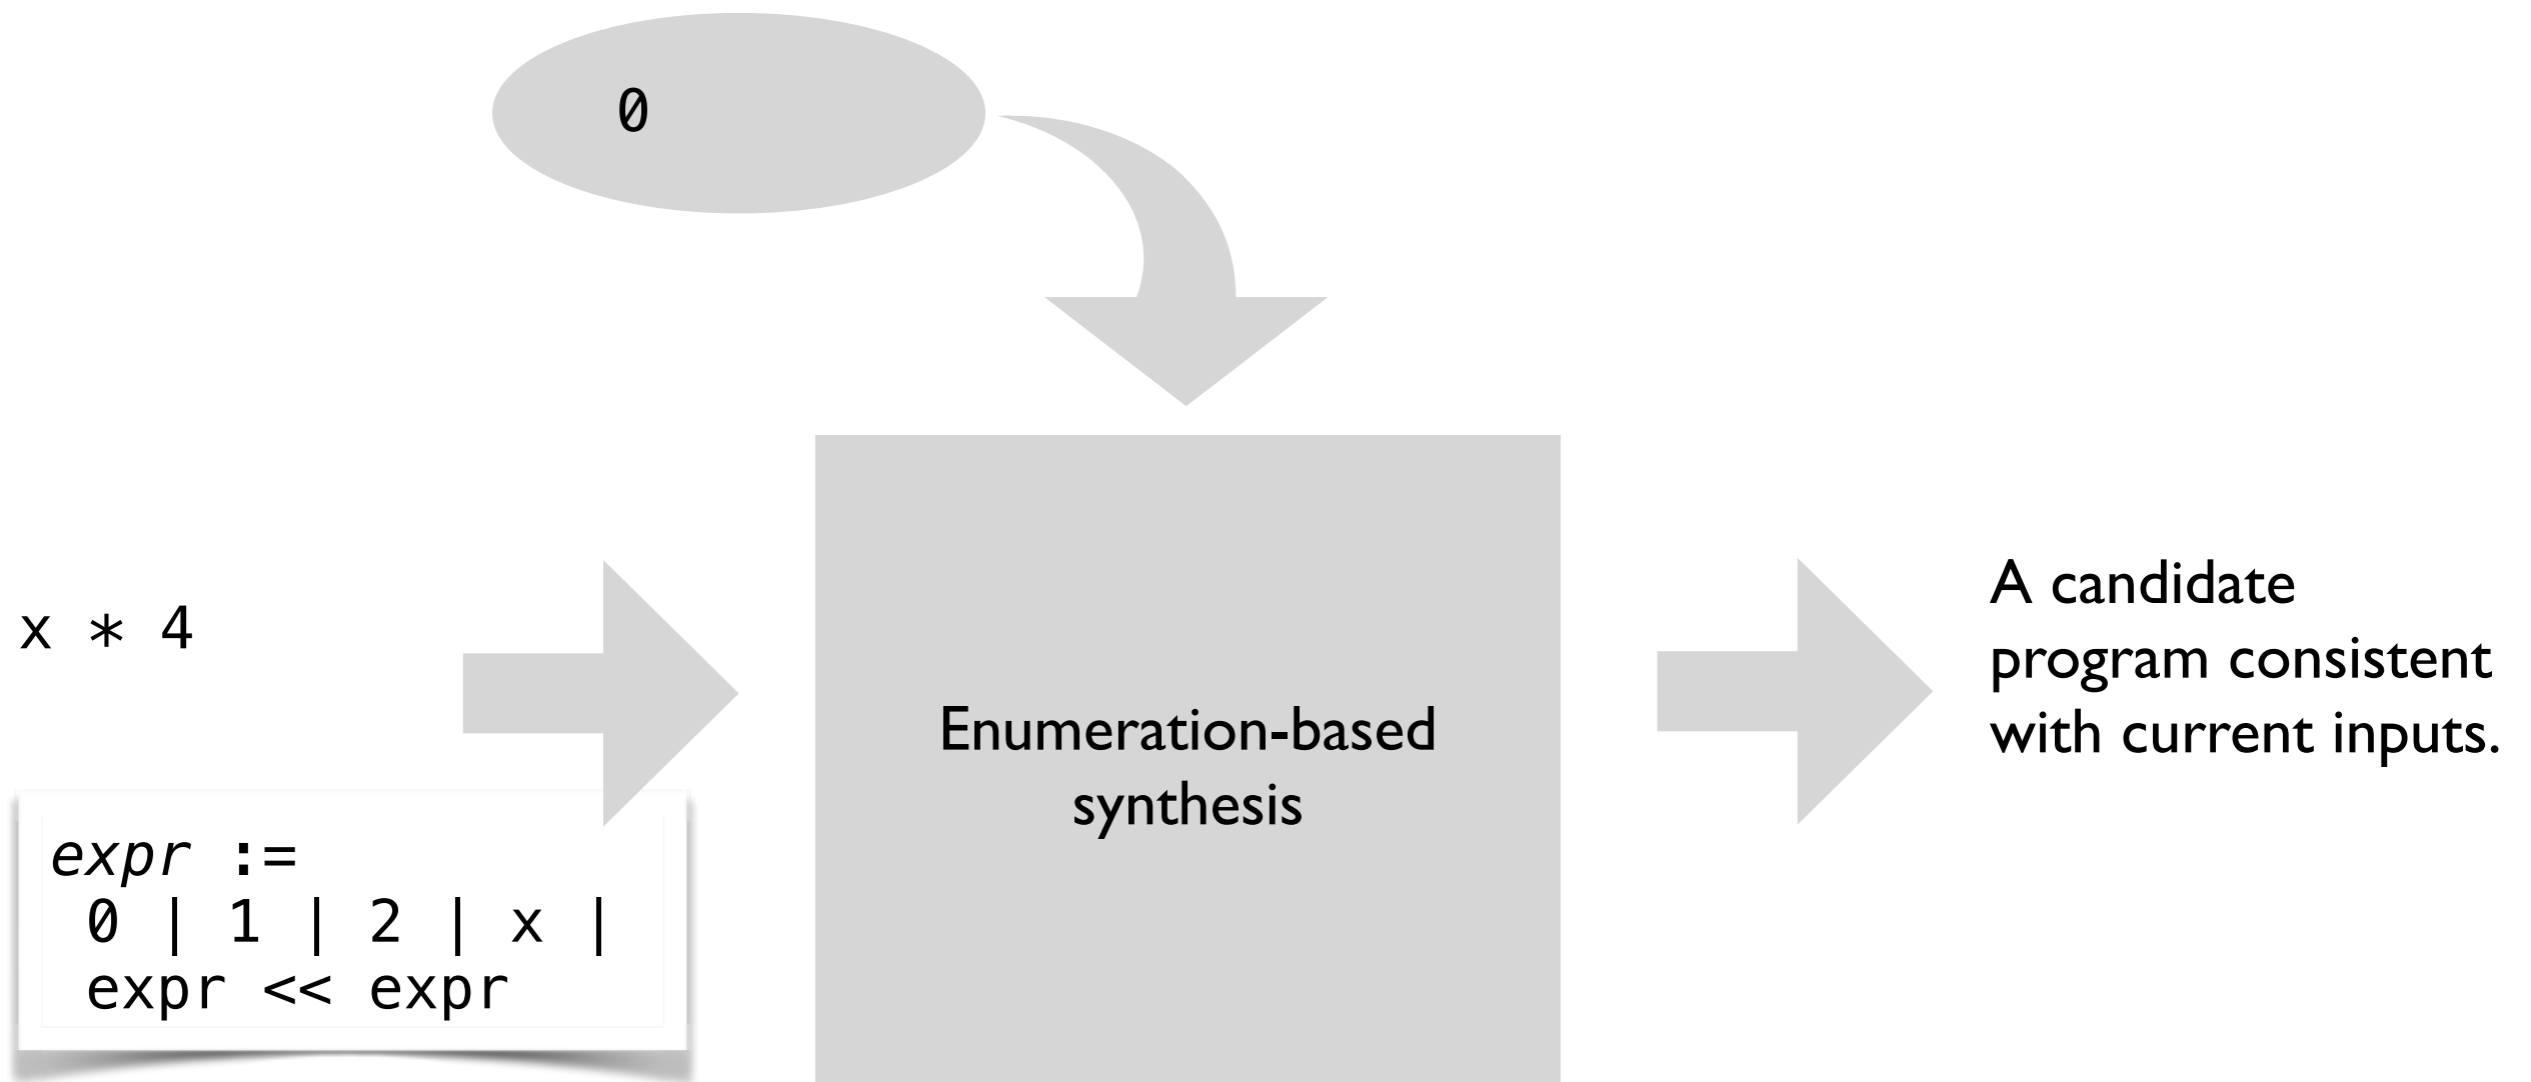 0
x * 4
expr :=
0 | 1 | 2 | x |
expr << expr
Enumeration-based
synthesis
A candidate
program consistent
with current inputs.